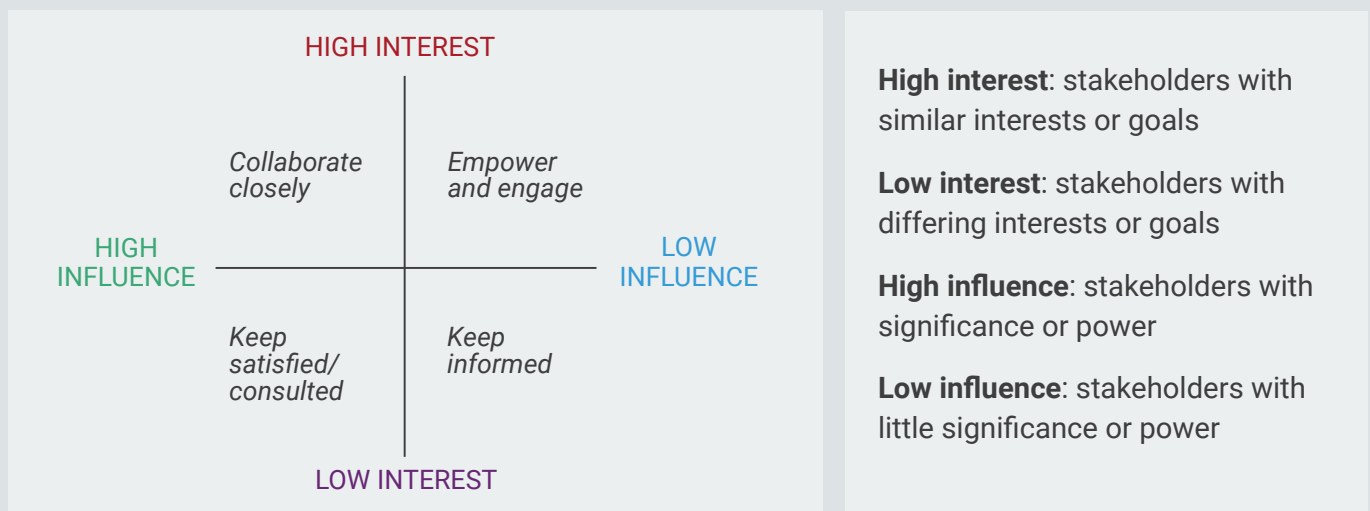 HIGH INTEREST
Collaborate
closely
Empower
and engage
HIGH
INFLUENCE
LOW
INFLUENCE
Keep
satisfied/
consulted
Keep
informed
LOW INTEREST
High interest: stakeholders with
similar interests or goals
Low interest: stakeholders with
differing interests or goals
High influence: stakeholders with
significance or power
Low influence: stakeholders with
little significance or power